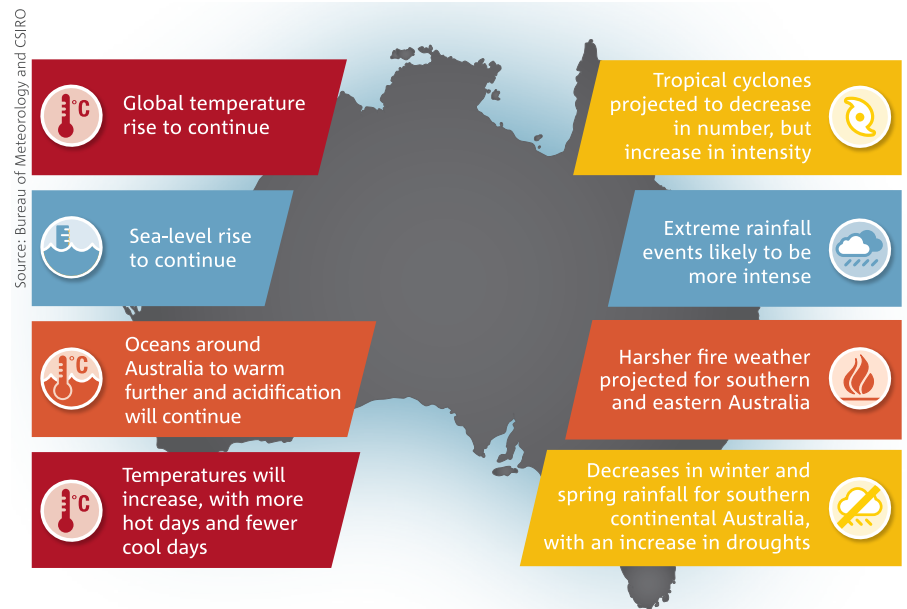 Source: Bureau of Meteorology and CSIRO
°C
Global temperature
rise to continue
Sea-level rise
to continue
°C
Oceans around
Australia to warm
further and acidification
will continue
°C
Temperatures will
increase, with more
hot days and fewer
cool days
Tropical cyclones
projected to decrease
in number, but
increase in intensity
Extreme rainfall
events likely to be
more intense
Harsher fire weather
projected for southern
and eastern Australia
Decreases in winter and
spring rainfall for southern
continental Australia,
with an increase in droughts